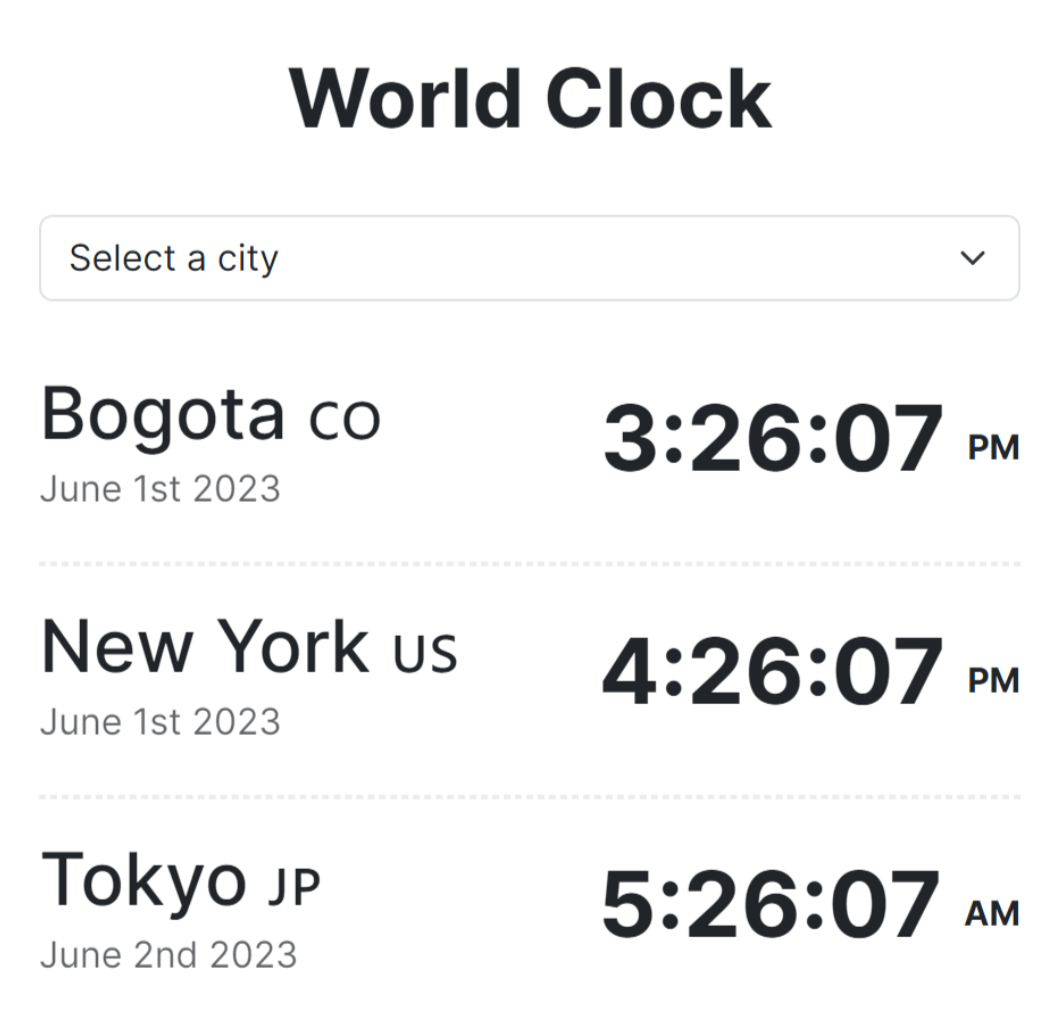 World Clock
Select a city
Bogota CO 3:26:07 PM
June 1st 2023
New York US 4:26:07 PM
June 1st 2023
Tokyo JP 5:26:07 AM
June 2nd 2023